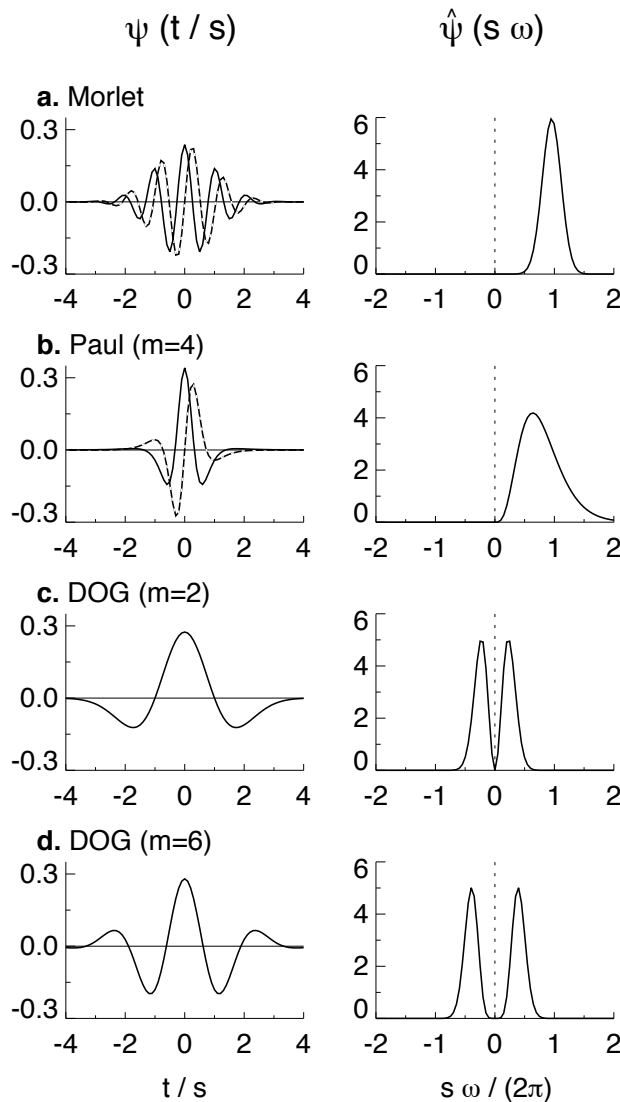 ψ (t / s)
ψ̂ (s ω)
a. Morlet
0.3
0.0
-0.3
-4 -2 0 2 4
6
4
2
0
-2 -1 0 1 2
b. Paul (m=4)
0.3
0.0
-0.3
-4 -2 0 2 4
6
4
2
0
-2 -1 0 1 2
c. DOG (m=2)
0.3
0.0
-0.3
-4 -2 0 2 4
6
4
2
0
-2 -1 0 1 2
d. DOG (m=6)
0.3
0.0
-0.3
-4 -2 0 2 4
t / s
6
4
2
0
-2 -1 0 1 2
s ω / (2π)